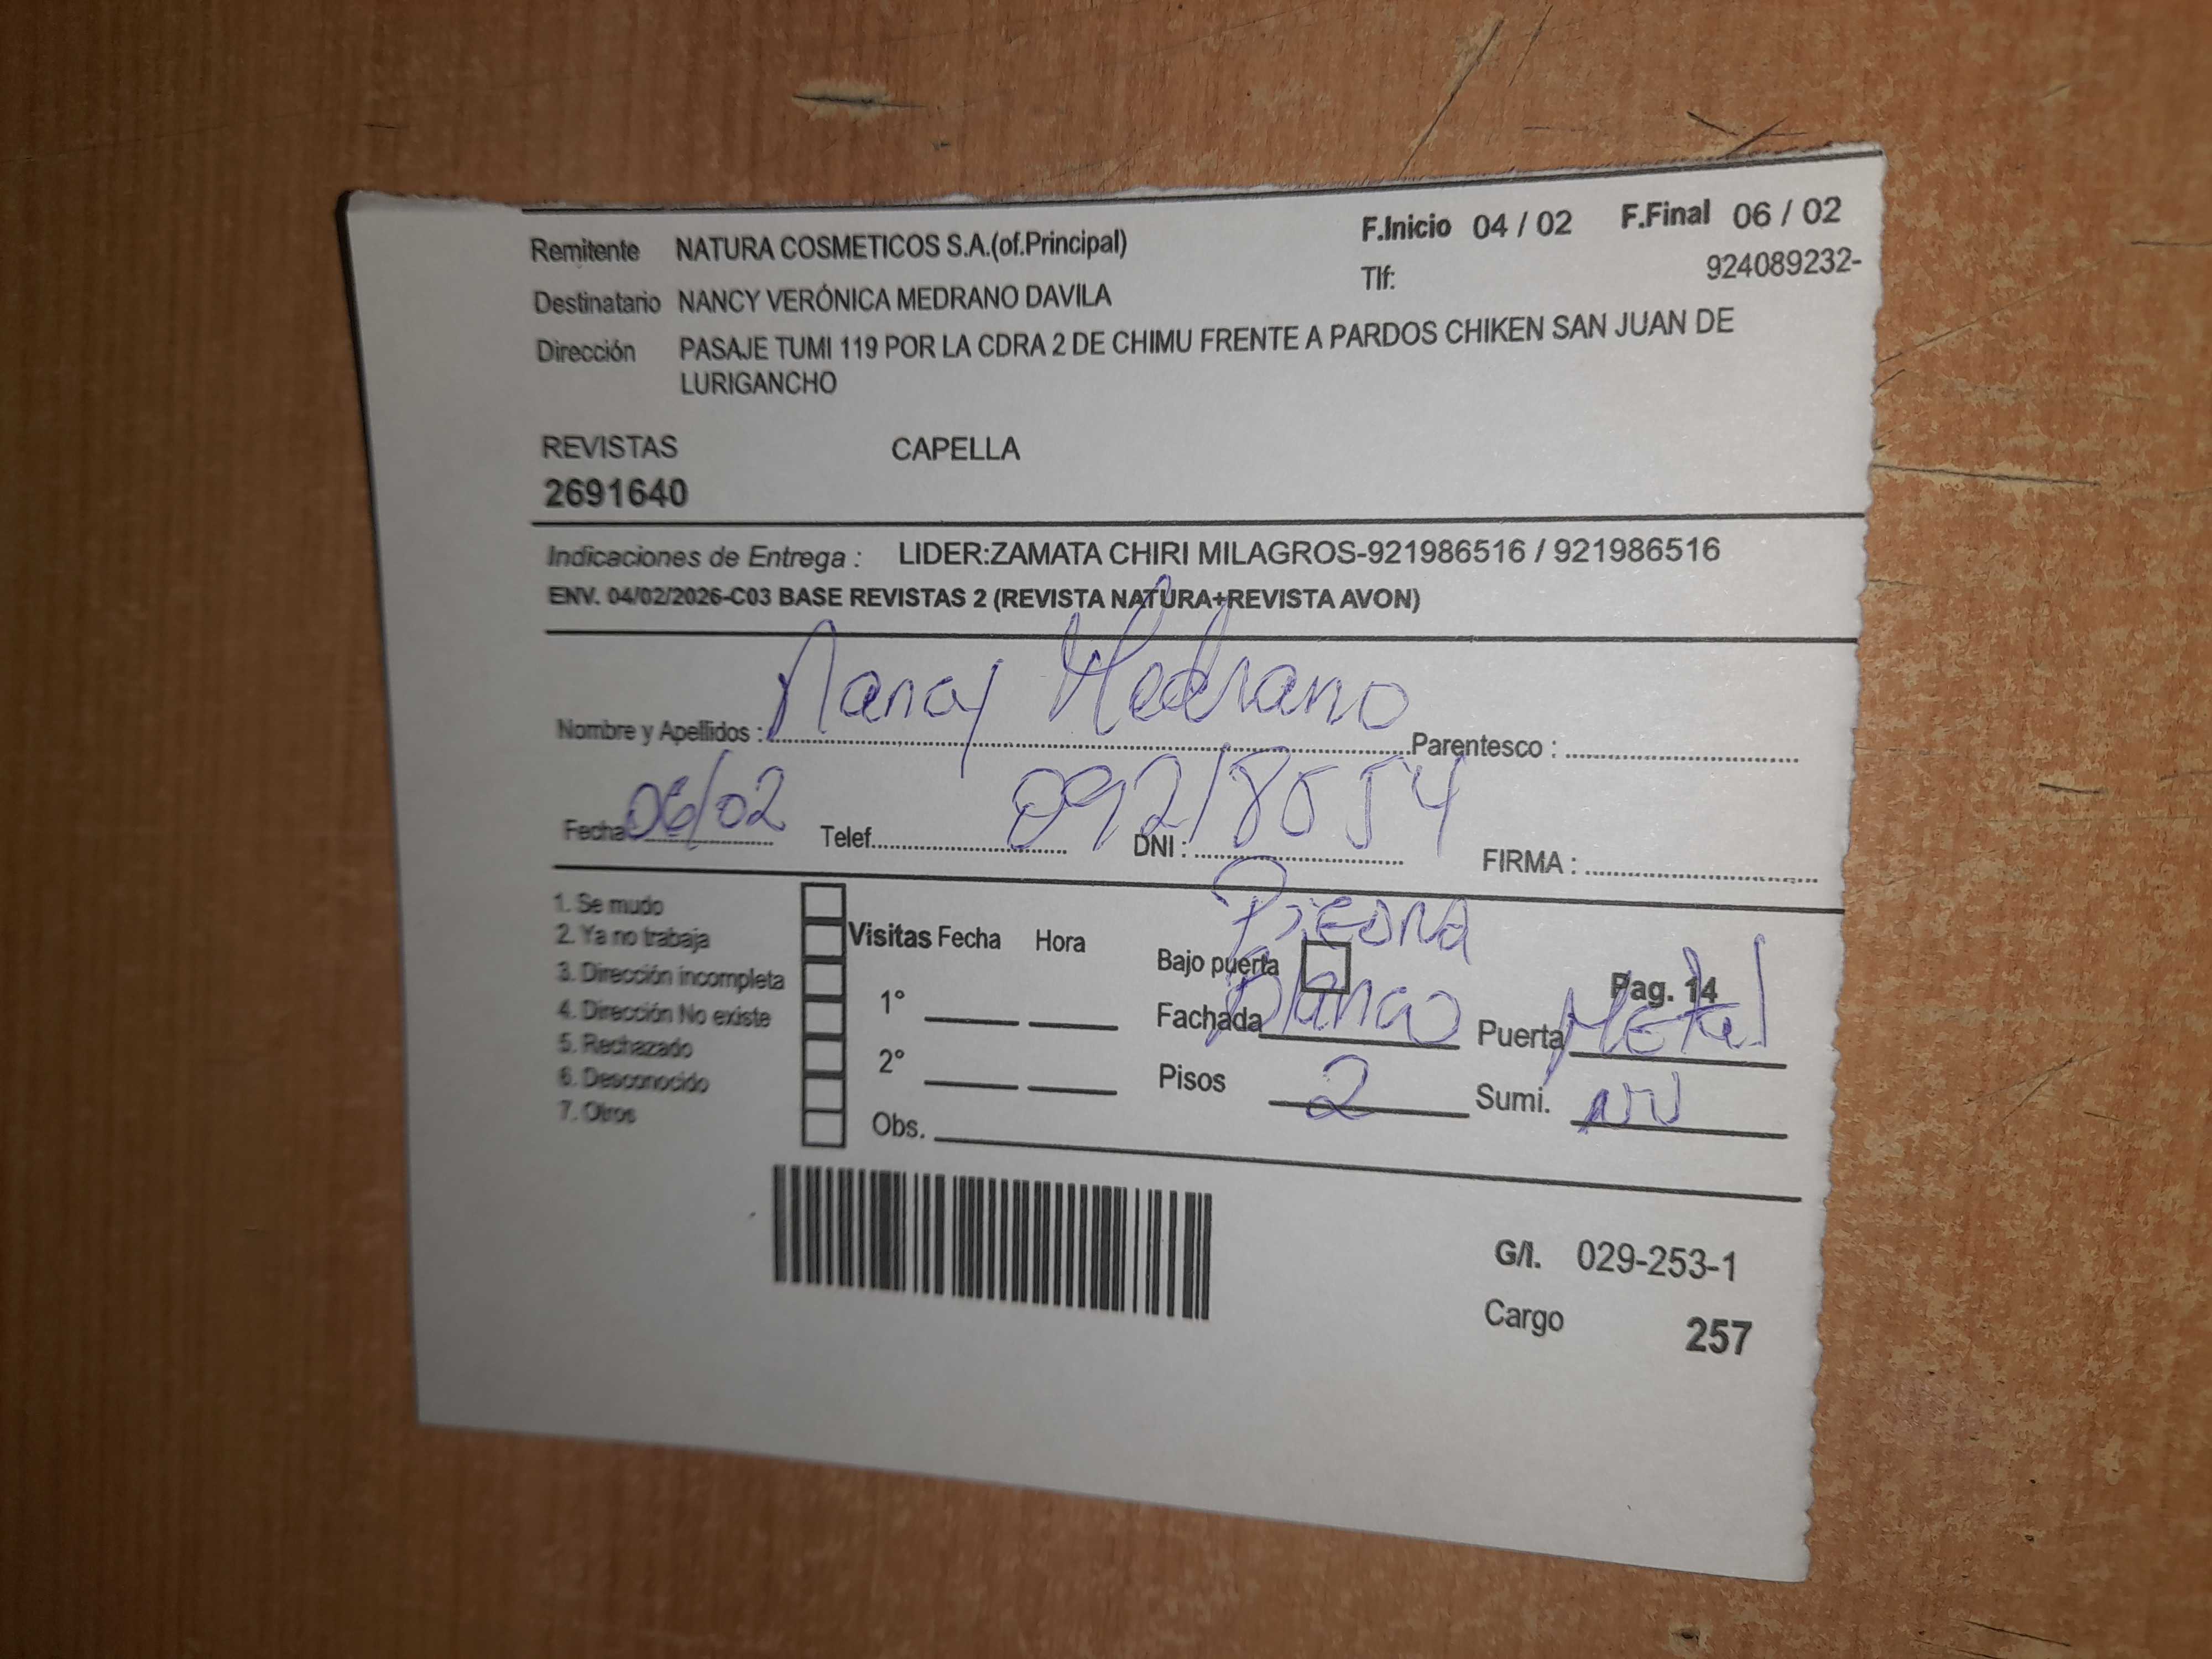 Remitente NATURA COSMETICOS S.A.(of.Principal) F.Inicio 04 / 02 F.Final 06 / 02
Destinatario NANCY VERÓNICA MEDRANO DAVILA Tlf: 924089232-
Dirección PASAJE TUMI 119 POR LA CDRA 2 DE CHIMU FRENTE A PARDOS CHIKEN SAN JUAN DE
LURIGANCHO
REVISTAS CAPELLA
2691640
Indicaciones de Entrega : LIDER:ZAMATA CHIRI MILAGROS-921986516 / 921986516
ENV. 04/02/2026-C03 BASE REVISTAS 2 (REVISTA NATURA+REVISTA AVON)
Nombre y Apellidos : Nancy Medrano Parentesco :
Fecha 06/02 Telef. DNI : FIRMA :
1. Se mudo
2. Ya no trabaja
3. Dirección incompleta
4. Dirección No existe
5. Rechazado
6. Desconocido
7. Otros
Visitas Fecha Hora
1°
2°
Obs.
Piedra
Bajo puerta Pag. 14
Fachada Blanco Puerta Metal
Pisos 2 Sumi.
G/I. 029-253-1
Cargo 257